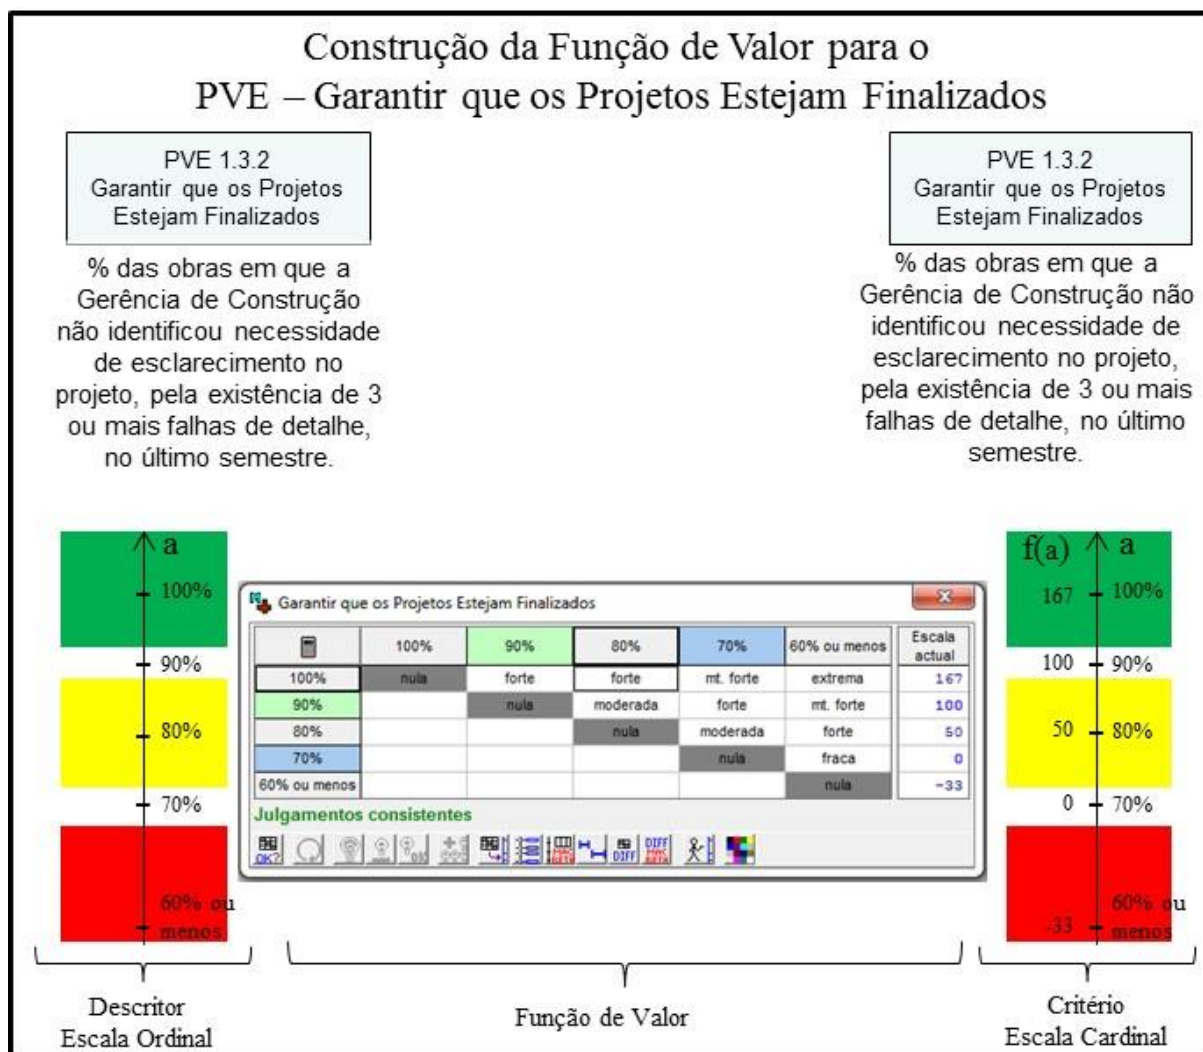 Construção da Função de Valor para o
PVE – Garantir que os Projetos Estejam Finalizados
PVE 1.3.2
Garantir que os Projetos
Estejam Finalizados
% das obras em que a
Gerência de Construção
não identificou necessidade
de esclarecimento no
projeto, pela existência de 3
ou mais falhas de detalhe,
no último semestre.
PVE 1.3.2
Garantir que os Projetos
Estejam Finalizados
% das obras em que a
Gerência de Construção não
identificou necessidade de
esclarecimento no projeto,
pela existência de 3 ou mais
falhas de detalhe, no último
semestre.
a
100%
90%
80%
70%
60% ou
menos
Garantir que os Projetos Estejam Finalizados
100% 90% 80% 70% 60% ou menos Escala actual
100% nula forte forte mt. forte extrema 167
90% nula moderada forte mt. forte 100
80% nula moderada forte 50
70% nula fraca 0
60% ou menos nula -33
Julgamentos consistentes
f(a) a
167 100%
100 90%
50 80%
0 70%
60% ou
-33 menos
Descritor
Escala Ordinal
Função de Valor
Critério
Escala Cardinal